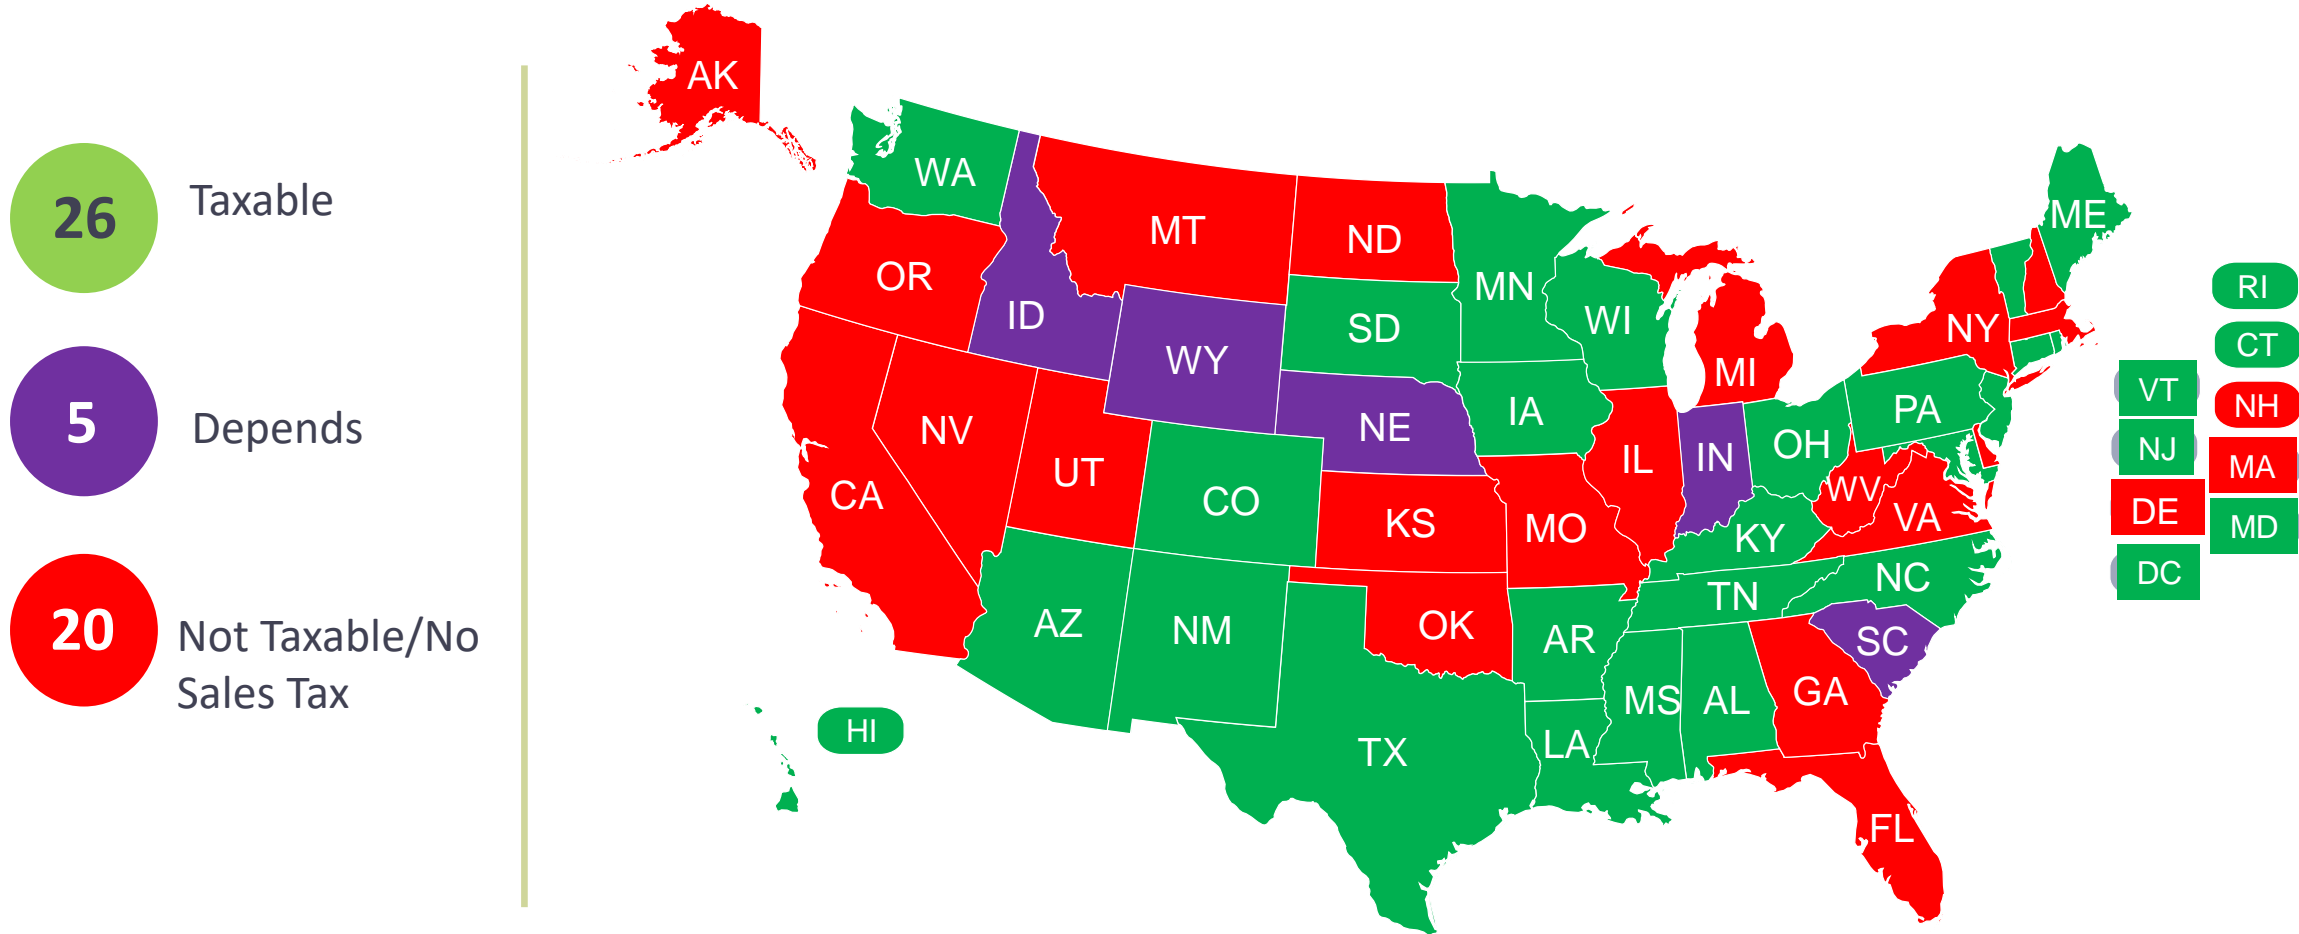 26
Taxable
5
Depends
20
Not Taxable/No
Sales Tax
AK
WA
MT
ND
MN
ME
OR
ID
WY
SD
WI
MI
NY
RI
CT
VT
NH
NJ
MA
DE
MD
DC
NV
UT
CA
CO
NE
IA
IL
IN
OH
PA
KS
MO
WV
VA
KY
AZ
NM
OK
AR
TN
NC
SC
HI
TX
LA
MS
AL
GA
FL